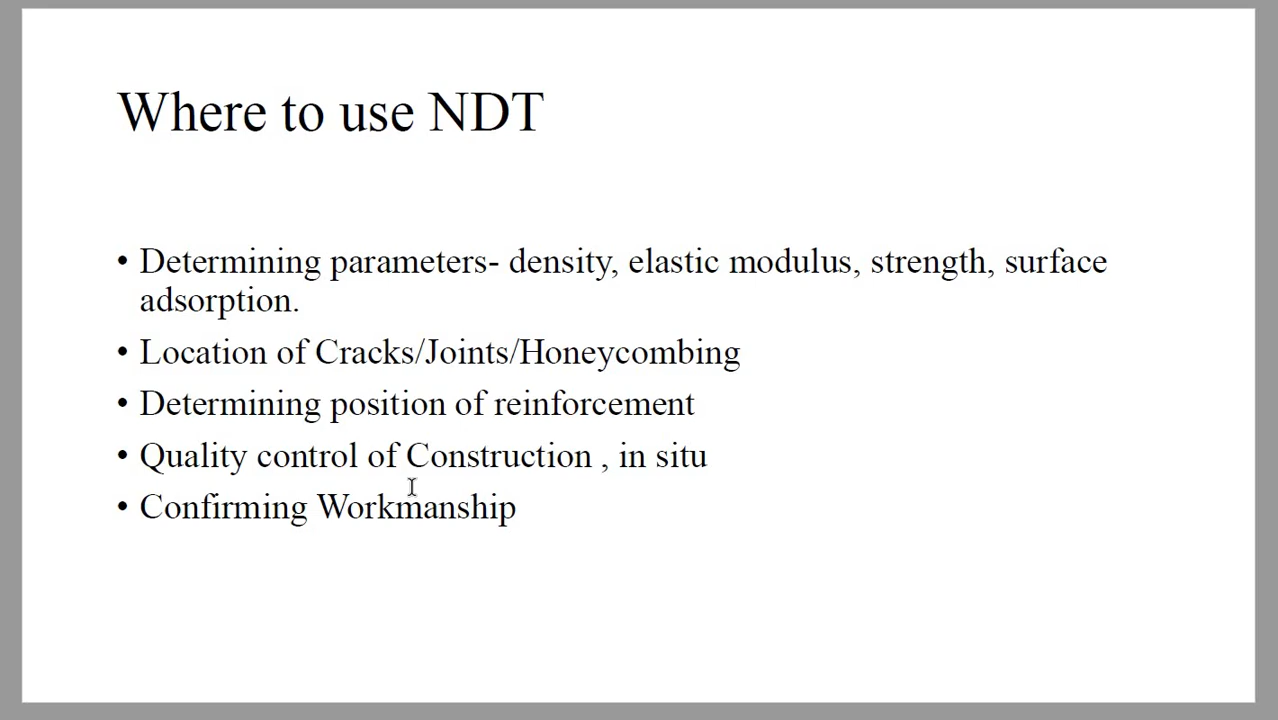 Where to use NDT
• Determining parameters- density, elastic modulus, strength, surface
adsorption.
• Location of Cracks/Joints/Honeycombing
• Determining position of reinforcement
• Quality control of Construction , in situ
• Confirming Workmanship